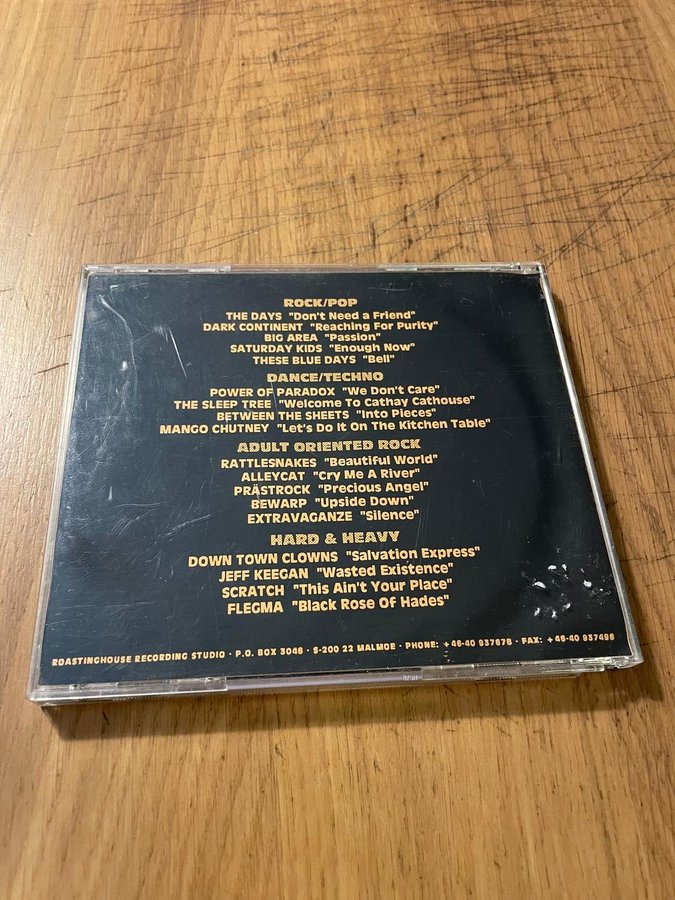 ROCK/POP
THE DAYS "Don't Need a Friend"
DARK CONTINENT "Reaching For Purity"
BIG AREA "Passion"
SATURDAY KIDS "Enough Now"
THESE BLUE DAYS "Bell"
DANCE/TECHNO
POWER OF PARADOX "We Don't Care"
THE SLEEP TREE "Welcome To Cathay Cathouse"
BETWEEN THE SHEETS "Into Pieces"
MANGO CHUTNEY "Let's Do It On The Kitchen Table"
ADULT ORIENTED ROCK
RATTLESNAKES "Beautiful World"
ALLEYCAT "Cry Me A River"
PRÄSTROCK "Precious Angel"
BEWARP "Upside Down"
EXTRAVAGANZE "Silence"
HARD & HEAVY
DOWN TOWN CLOWNS "Salvation Express"
JEFF KEEGAN "Wasted Existence"
SCRATCH "This Ain't Your Place"
FLEGMA "Black Rose Of Hades"
ROASTINGHOUSE RECORDING STUDIO · P.O. BOX 3046 · S-200 22 MALMOE · PHONE: +46-40 937678 · FAX: +46-40 937496